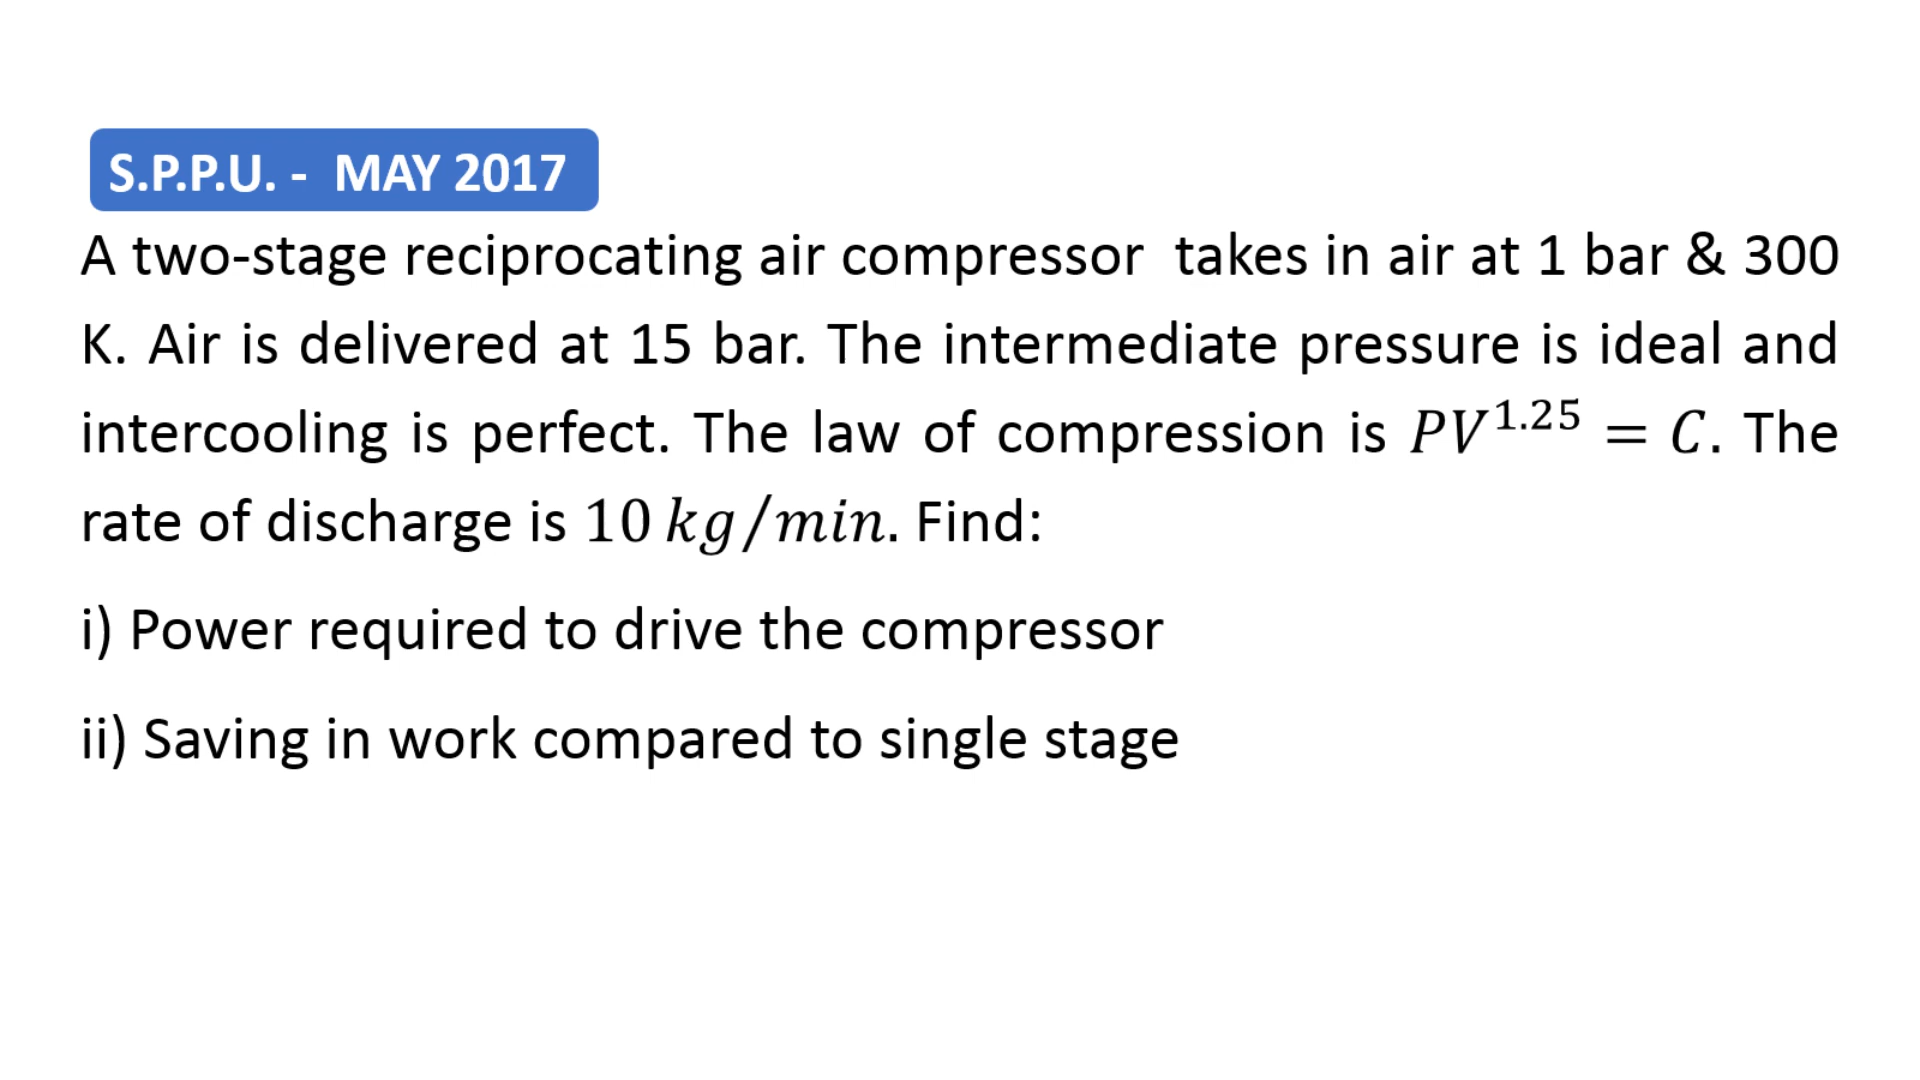 S.P.P.U. - MAY 2017
A two-stage reciprocating air compressor takes in air at 1 bar & 300
K. Air is delivered at 15 bar. The intermediate pressure is ideal and
intercooling is perfect. The law of compression is 𝑃𝑉^{1.25} = 𝐶. The
rate of discharge is 10 𝑘𝑔/𝑚𝑖𝑛. Find:
i) Power required to drive the compressor
ii) Saving in work compared to single stage